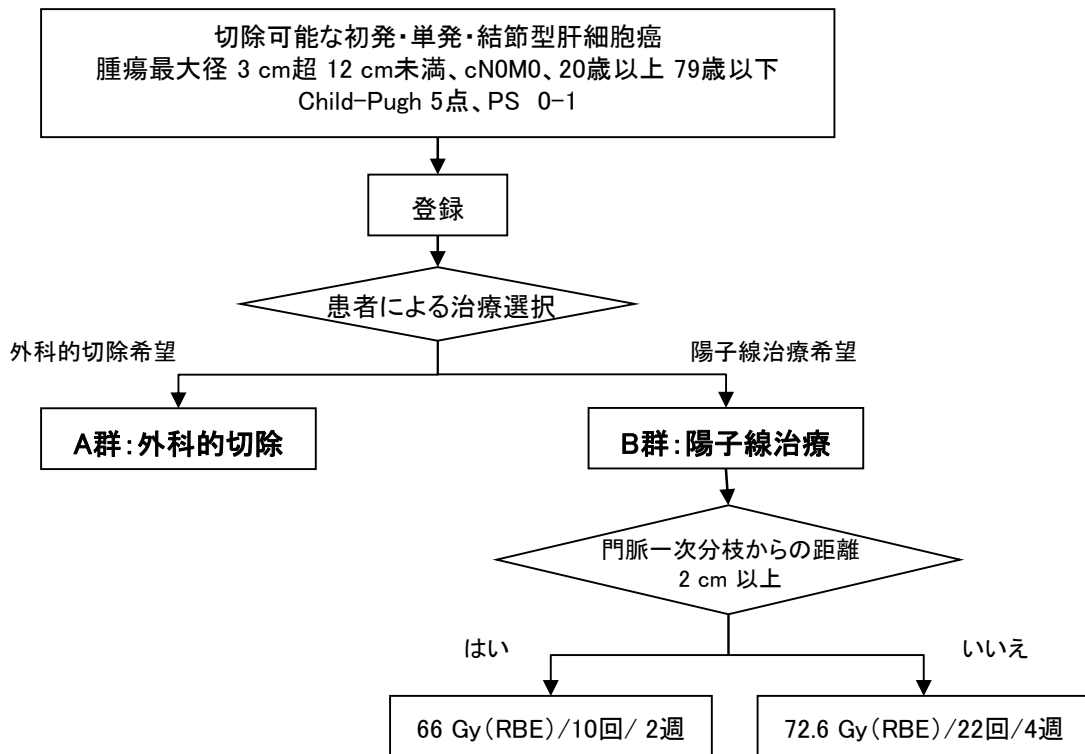 切除可能な初発・単発・結節型肝細胞癌
腫瘍最大径 3 cm超 12 cm未満、cN0M0、20歳以上 79歳以下
Child-Pugh 5点、PS 0-1
登録
患者による治療選択
外科的切除希望
陽子線治療希望
A群：外科的切除
B群：陽子線治療
門脈一次分枝からの距離
2 cm 以上
はい
いいえ
66 Gy（RBE）/10回/ 2週
72.6 Gy（RBE）/22回/4週